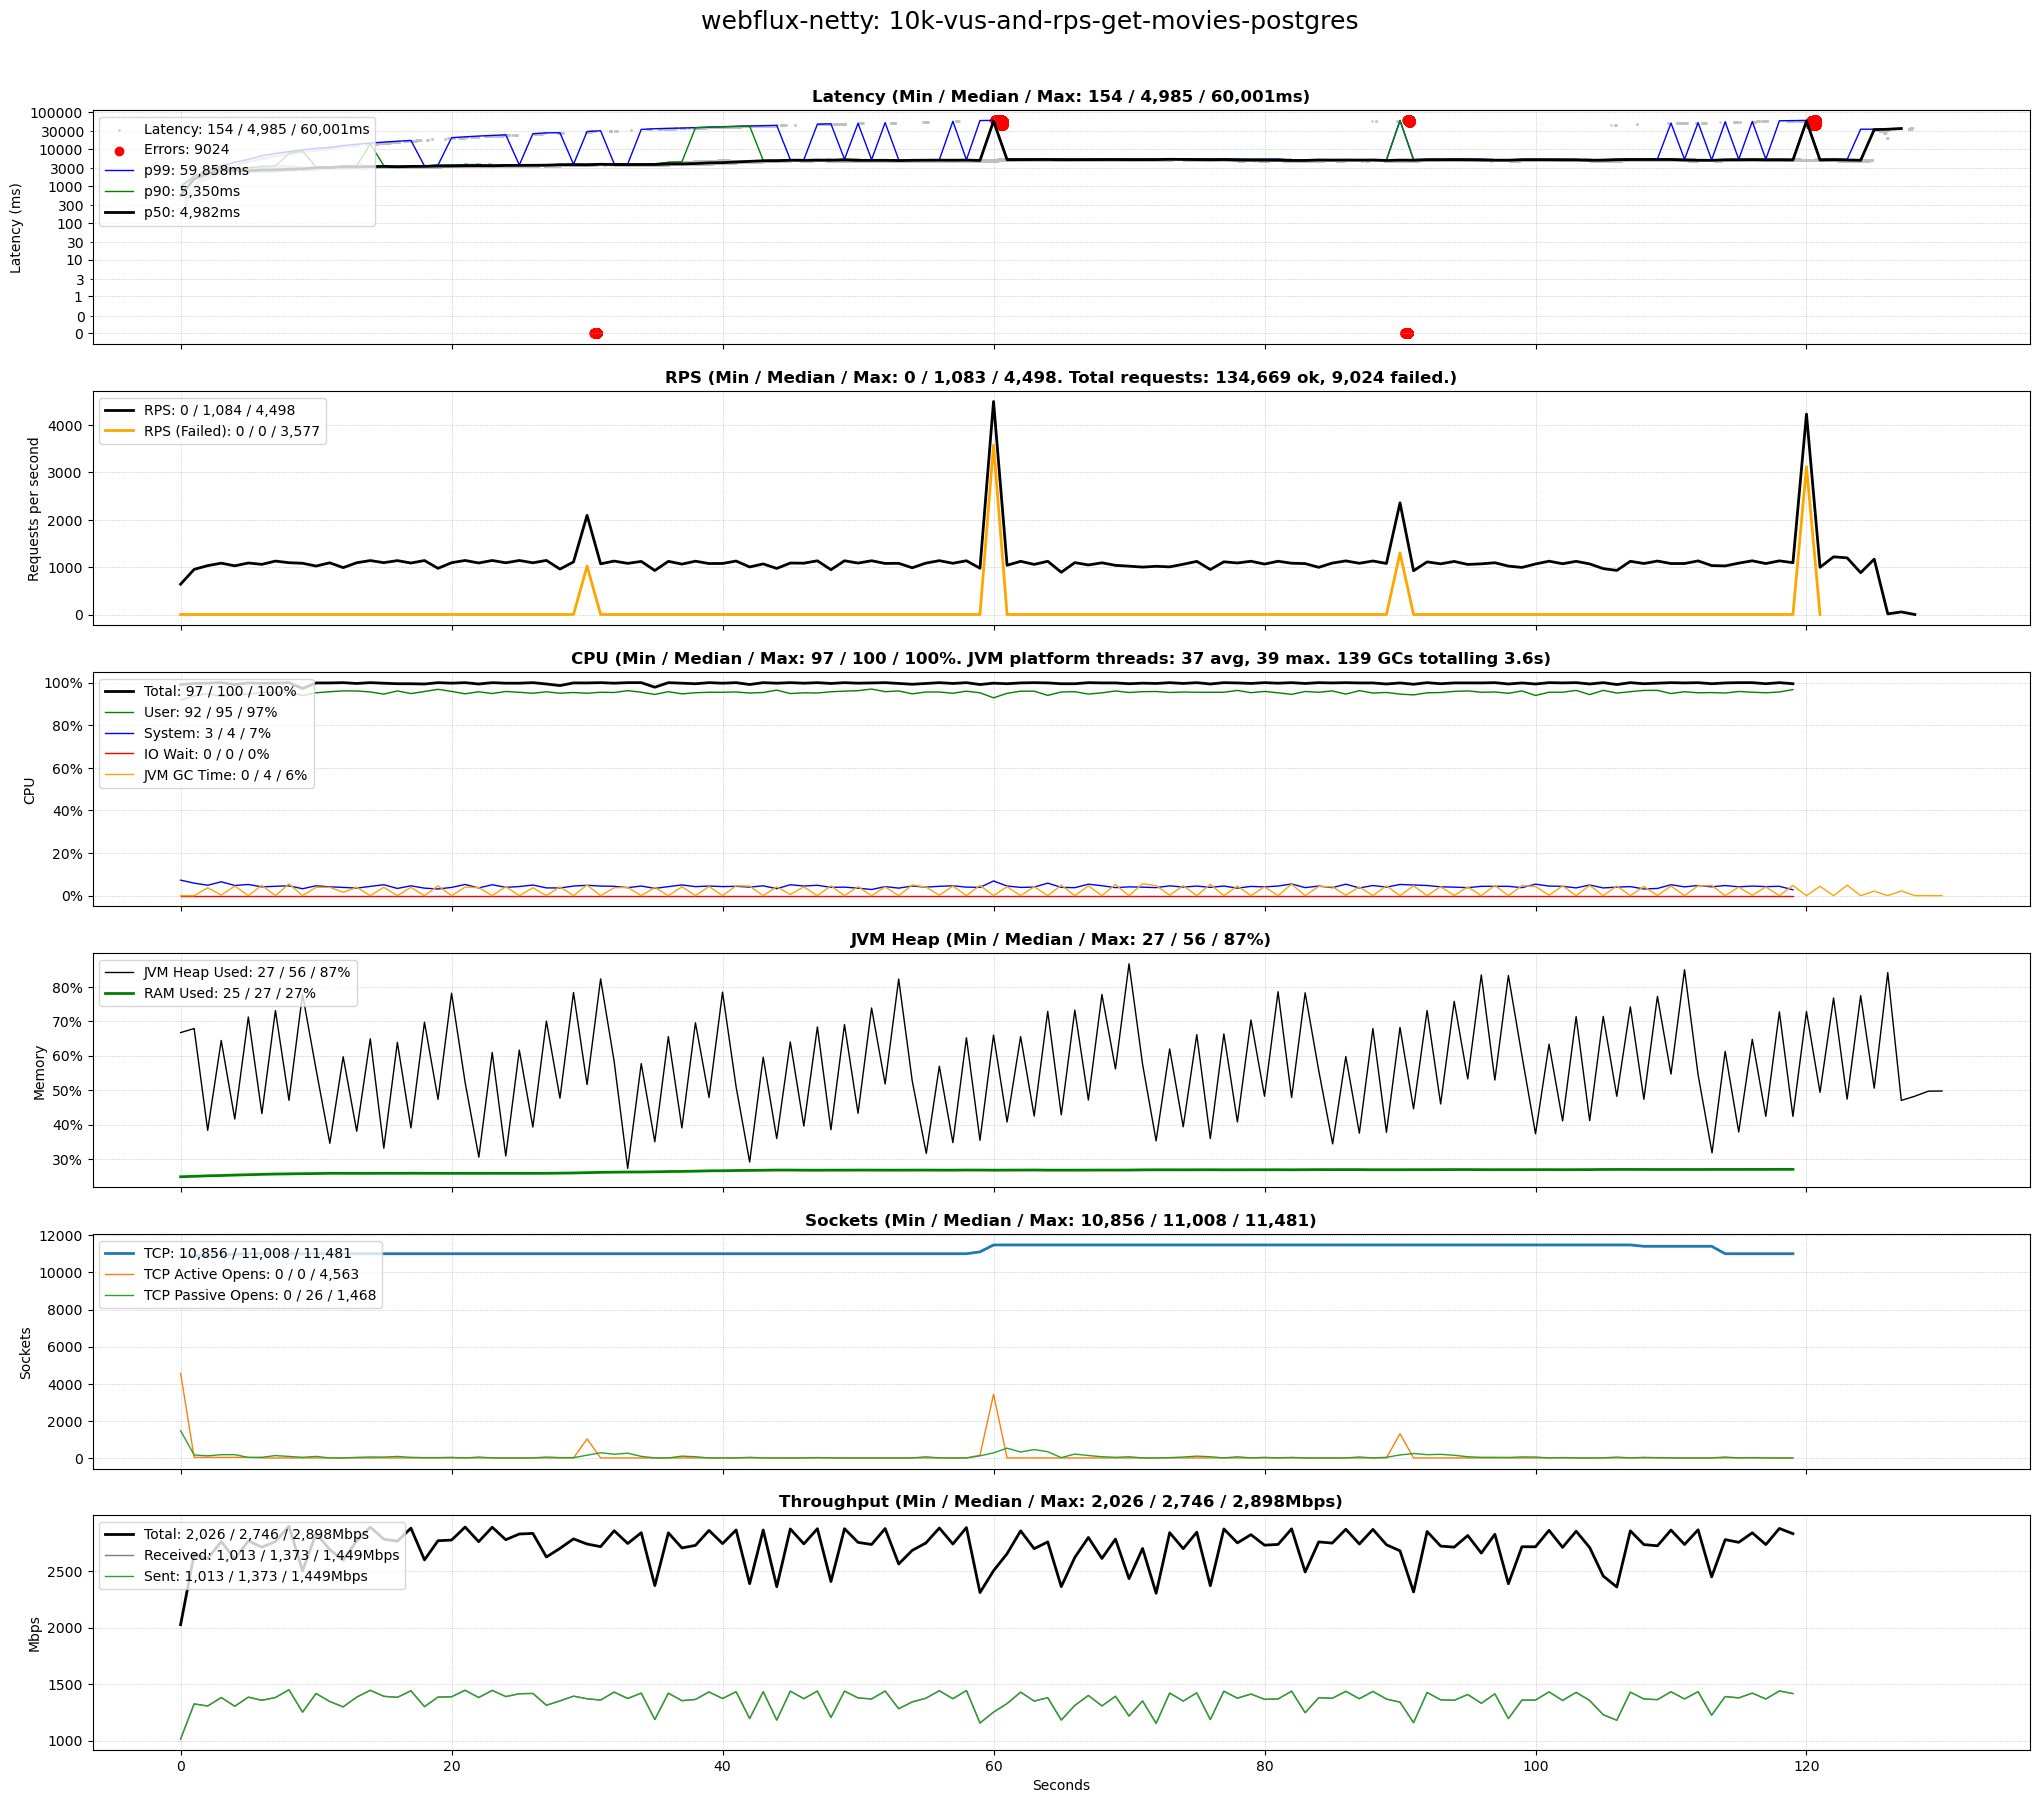 webflux-netty: 10k-vus-and-rps-get-movies-postgres
Latency (Min / Median / Max: 154 / 4,985 / 60,001ms)
100000
30000
10000
3000
1000
300
100
30
10
3
1
0
0
Latency (ms)
Latency: 154 / 4,985 / 60,001ms
Errors: 9024
p99: 59,858ms
p90: 5,350ms
p50: 4,982ms
RPS (Min / Median / Max: 0 / 1,083 / 4,498. Total requests: 134,669 ok, 9,024 failed.)
4000
3000
2000
1000
0
Requests per second
RPS: 0 / 1,084 / 4,498
RPS (Failed): 0 / 0 / 3,577
CPU (Min / Median / Max: 97 / 100 / 100%. JVM platform threads: 37 avg, 39 max. 139 GCs totalling 3.6s)
100%
80%
60%
40%
20%
0%
CPU
Total: 97 / 100 / 100%
User: 92 / 95 / 97%
System: 3 / 4 / 7%
IO Wait: 0 / 0 / 0%
JVM GC Time: 0 / 4 / 6%
JVM Heap (Min / Median / Max: 27 / 56 / 87%)
80%
70%
60%
50%
40%
30%
Memory
JVM Heap Used: 27 / 56 / 87%
RAM Used: 25 / 27 / 27%
Sockets (Min / Median / Max: 10,856 / 11,008 / 11,481)
12000
10000
8000
6000
4000
2000
0
Sockets
TCP: 10,856 / 11,008 / 11,481
TCP Active Opens: 0 / 0 / 4,563
TCP Passive Opens: 0 / 26 / 1,468
Throughput (Min / Median / Max: 2,026 / 2,746 / 2,898Mbps)
2500
2000
1500
1000
Mbps
Total: 2,026 / 2,746 / 2,898Mbps
Received: 1,013 / 1,373 / 1,449Mbps
Sent: 1,013 / 1,373 / 1,449Mbps
0 20 40 60 80 100 120
Seconds